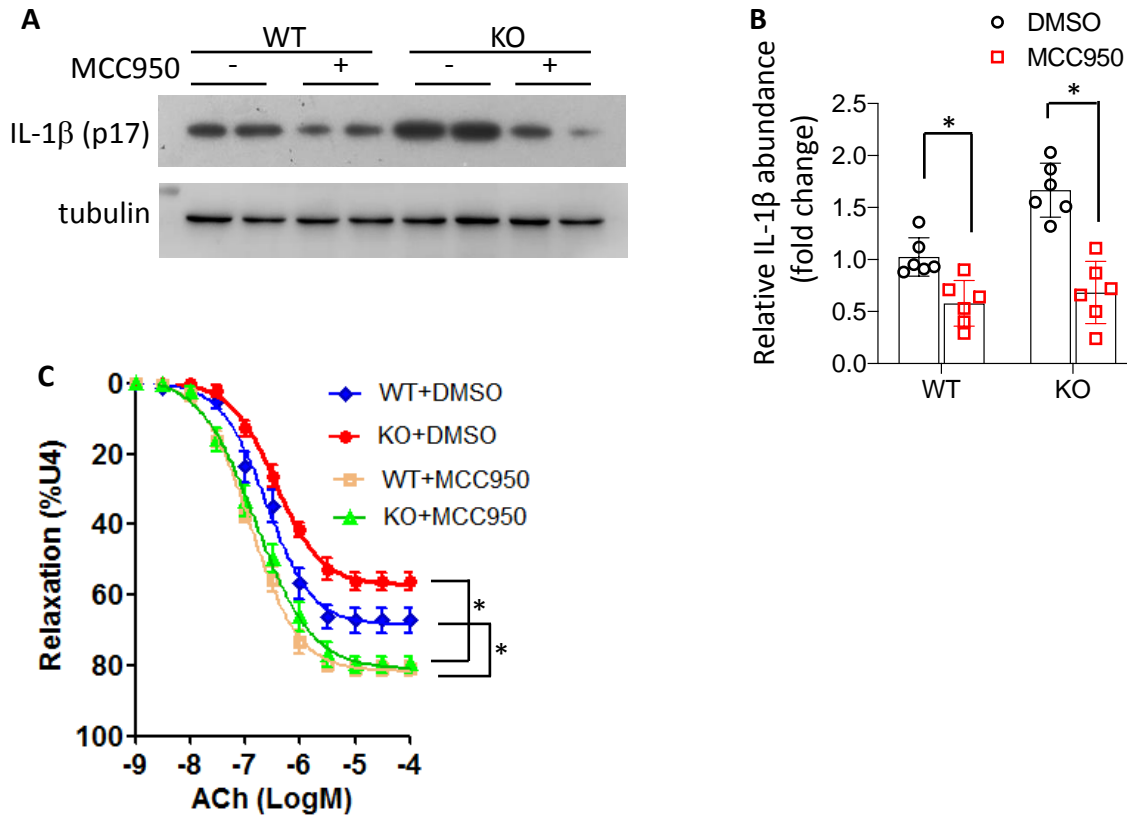 A
WT KO
MCC950 - + - +
IL-1β (p17)
tubulin
B
DMSO
MCC950
Relative IL-1β abundance
(fold change)
2.5
2.0
1.5
1.0
0.5
0.0
* *
WT KO
C
WT+DMSO
KO+DMSO
WT+MCC950
KO+MCC950
Relaxation (%U4)
0
20
40
60
80
100
*
*
-9 -8 -7 -6 -5 -4
ACh (LogM)